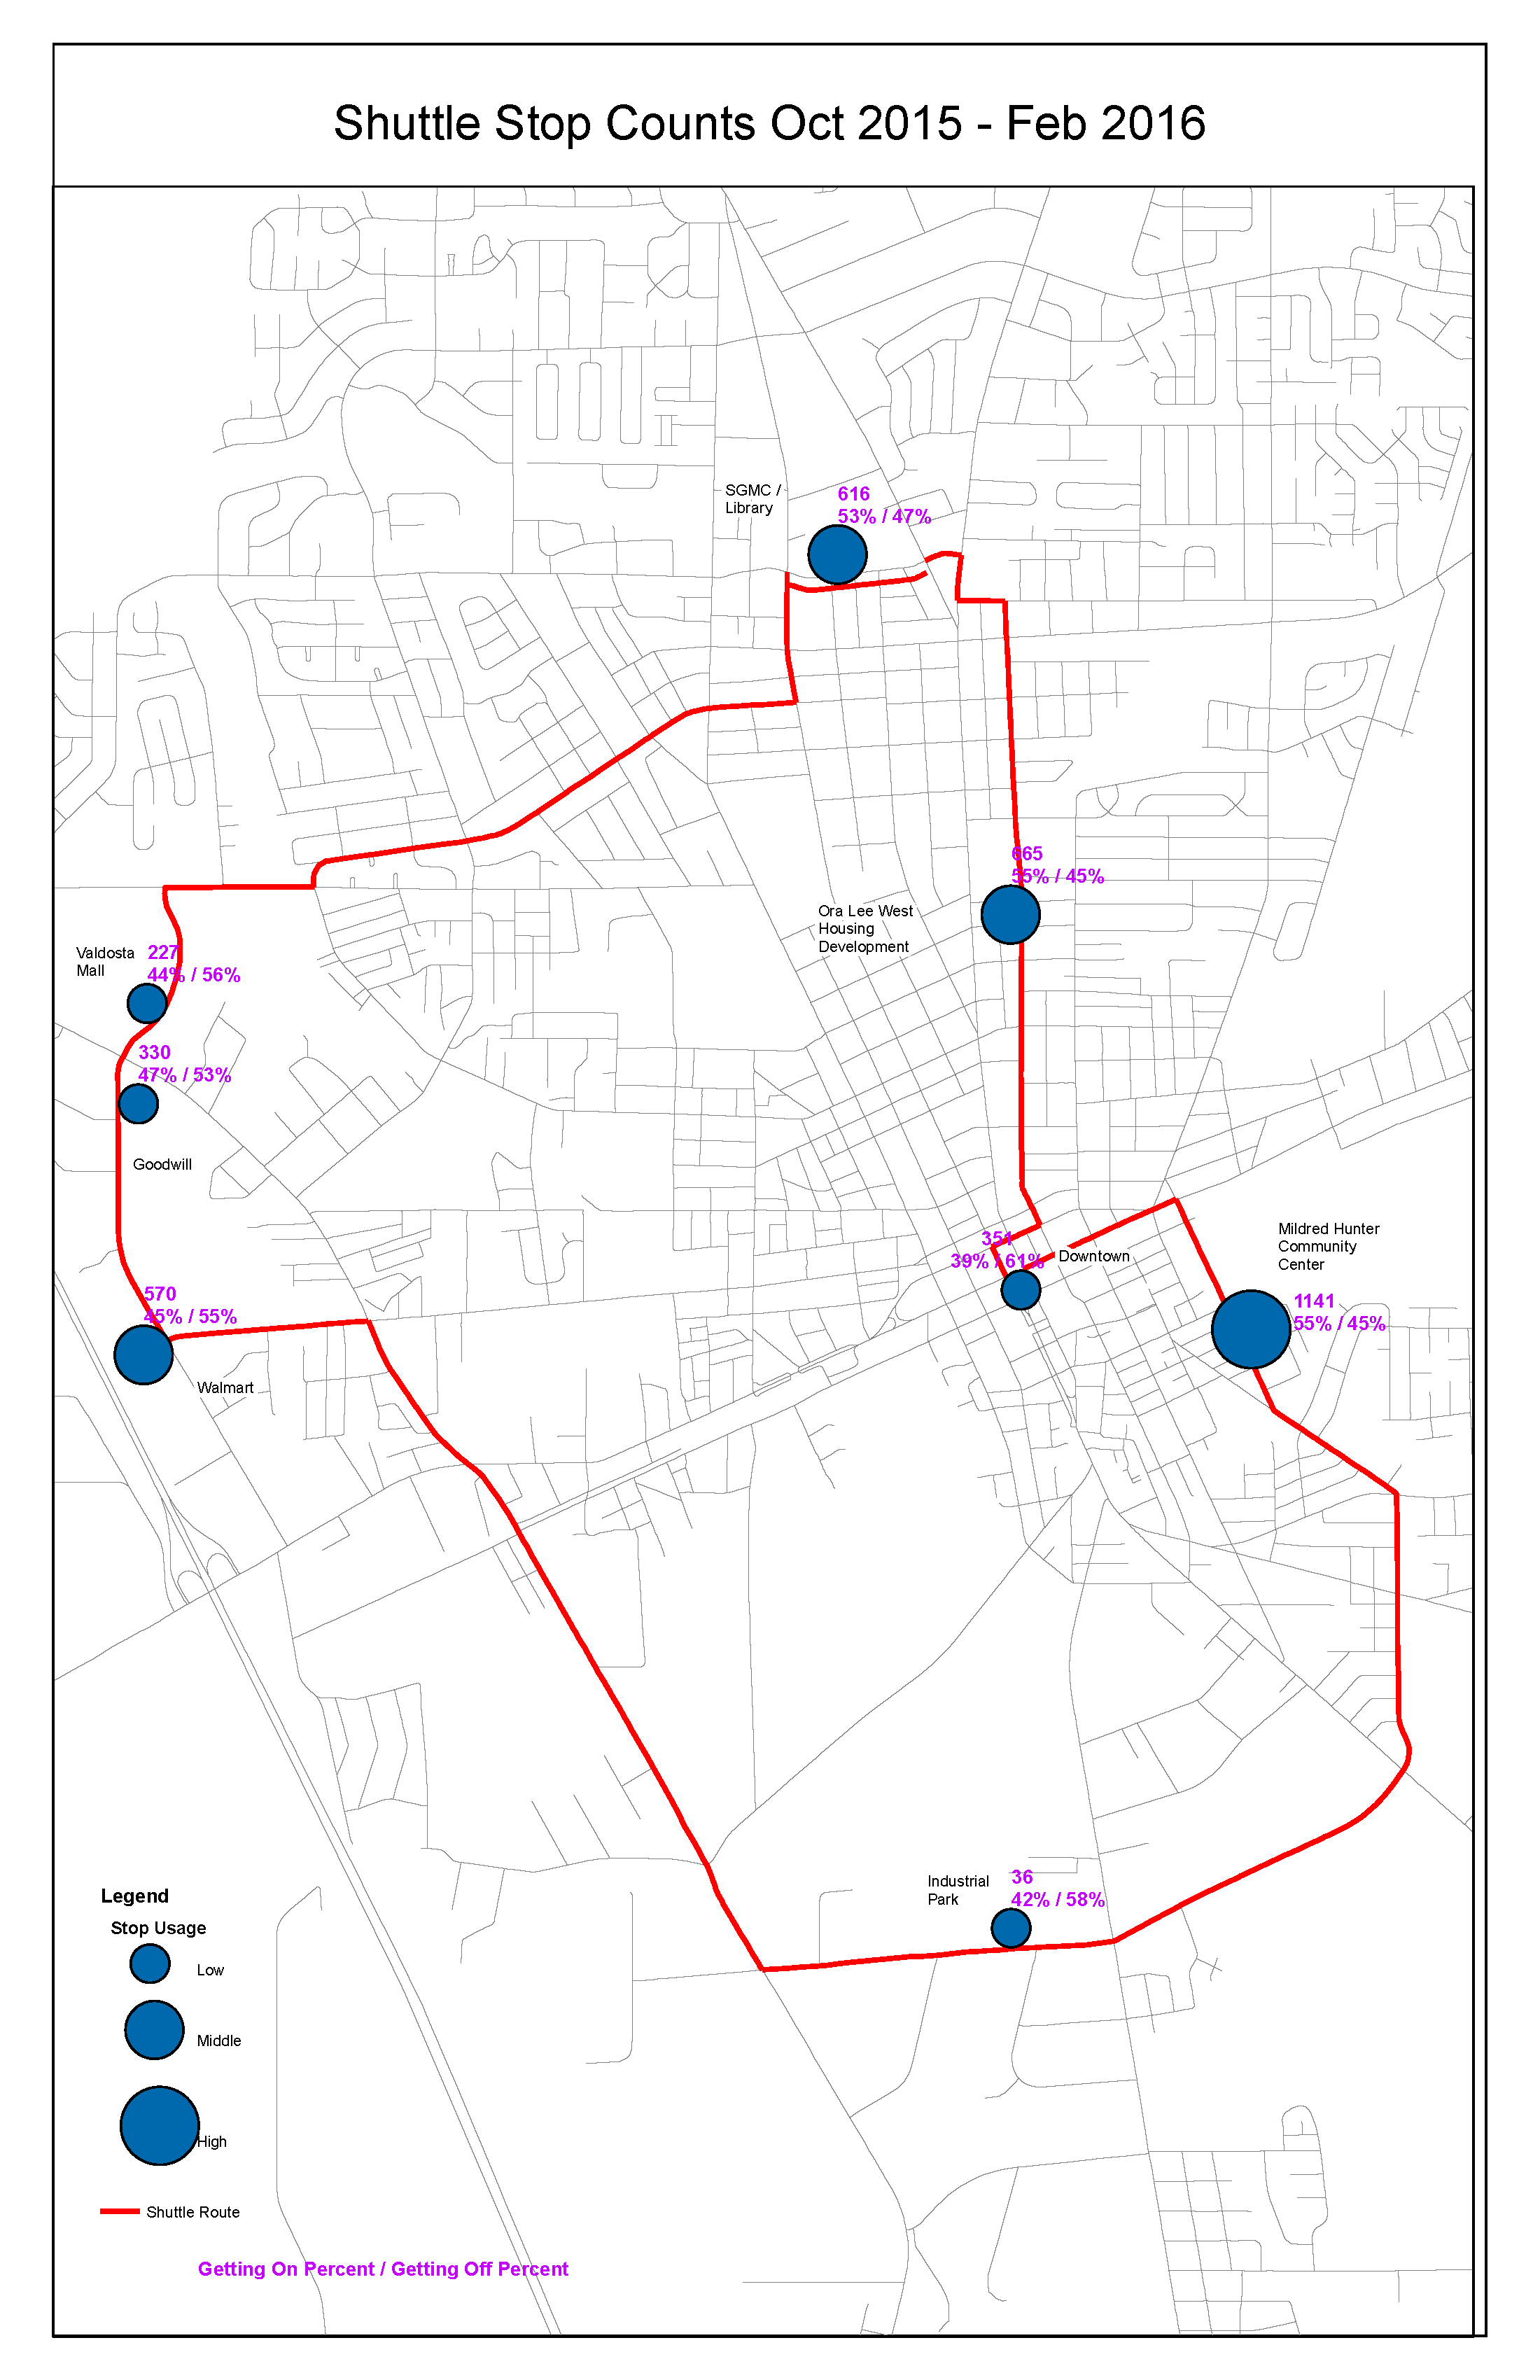 Shuttle Stop Counts Oct 2015 - Feb 2016
SGMC /
Library
616
53% / 47%
665
55% / 45%
Ora Lee West
Housing
Development
Valdosta
Mall
227
44% / 56%
330
47% / 53%
Goodwill
570
45% / 55%
Walmart
351
39% / 61%
Downtown
Mildred Hunter
Community
Center
1141
55% / 45%
Industrial
Park
36
42% / 58%
Legend
Stop Usage
Low
Middle
High
Shuttle Route
Getting On Percent / Getting Off Percent